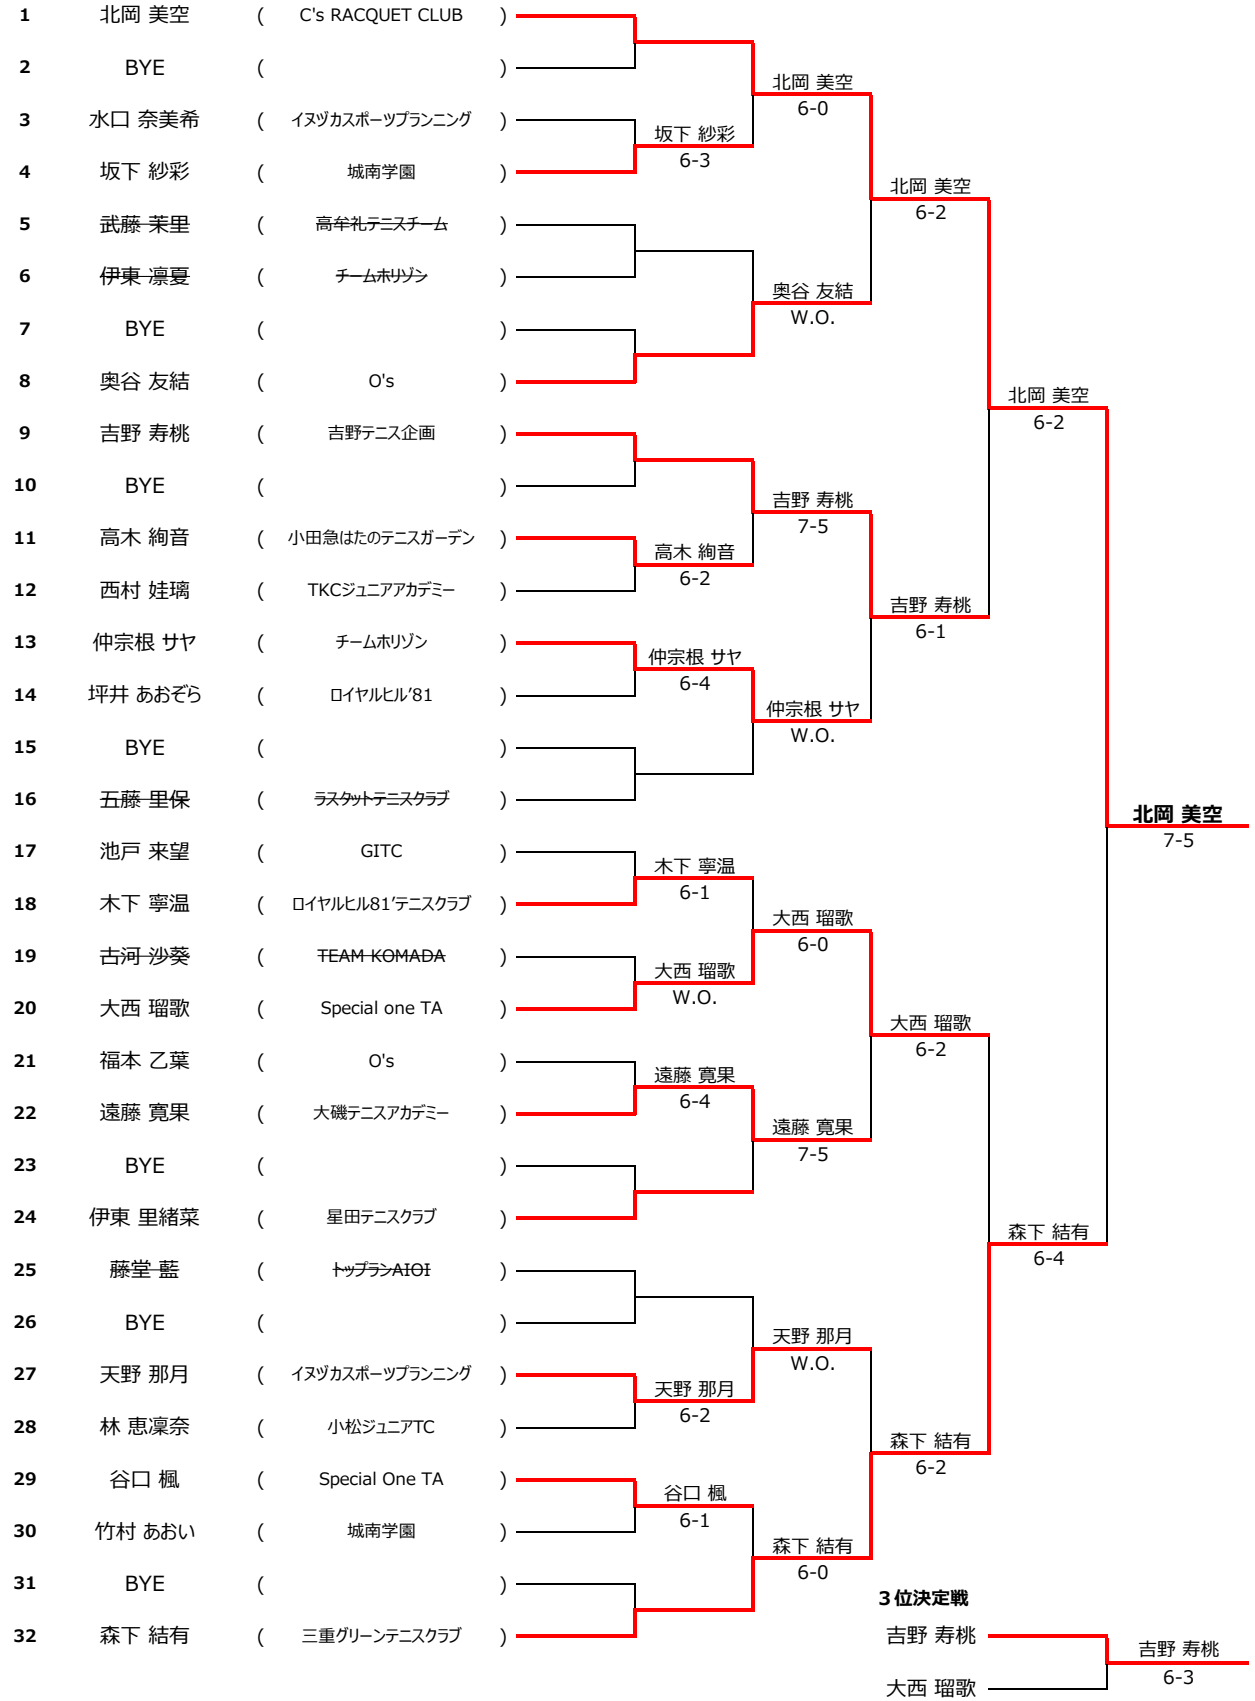 1 北岡 美空 ( C's RACQUET CLUB )
2 BYE ( )
北岡 美空
6-0
3 水口 奈美希 ( イヌヅカスポーツプランニング )
坂下 紗彩
6-3
4 坂下 紗彩 ( 城南学園 )
北岡 美空
6-2
5 武藤 茉里 ( 高牟礼テニスチーム )
6 伊東 凛夏 ( チームホリゾン )
奥谷 友結
W.O.
7 BYE ( )
8 奥谷 友結 ( O's )
北岡 美空
6-2
9 吉野 寿桃 ( 吉野テニス企画 )
10 BYE ( )
吉野 寿桃
7-5
11 高木 絢音 ( 小田急はたのテニスガーデン )
高木 絢音
6-2
12 西村 娃璃 ( TKCジュニアアカデミー )
吉野 寿桃
6-1
13 仲宗根 サヤ ( チームホリゾン )
仲宗根 サヤ
6-4
14 坪井 あおぞら ( ロイヤルヒル'81 )
仲宗根 サヤ
W.O.
15 BYE ( )
16 五藤 里保 ( ラスタットテニスクラブ )
北岡 美空
7-5
17 池戸 来望 ( GITC )
木下 寧温
6-1
18 木下 寧温 ( ロイヤルヒル81'テニスクラブ )
大西 瑠歌
6-0
19 古河 沙葵 ( TEAM KOMADA )
大西 瑠歌
W.O.
20 大西 瑠歌 ( Special one TA )
大西 瑠歌
6-2
21 福本 乙葉 ( O's )
遠藤 寛果
6-4
22 遠藤 寛果 ( 大磯テニスアカデミー )
遠藤 寛果
7-5
23 BYE ( )
24 伊東 里緒菜 ( 星田テニスクラブ )
森下 結有
6-4
25 藤堂 藍 ( トップランAIOI )
26 BYE ( )
天野 那月
W.O.
27 天野 那月 ( イヌヅカスポーツプランニング )
天野 那月
6-2
28 林 恵凜奈 ( 小松ジュニアTC )
森下 結有
6-2
29 谷口 楓 ( Special One TA )
谷口 楓
6-1
30 竹村 あおい ( 城南学園 )
森下 結有
6-0
31 BYE ( )
32 森下 結有 ( 三重グリーンテニスクラブ )
３位決定戦
吉野 寿桃
吉野 寿桃
6-3
大西 瑠歌